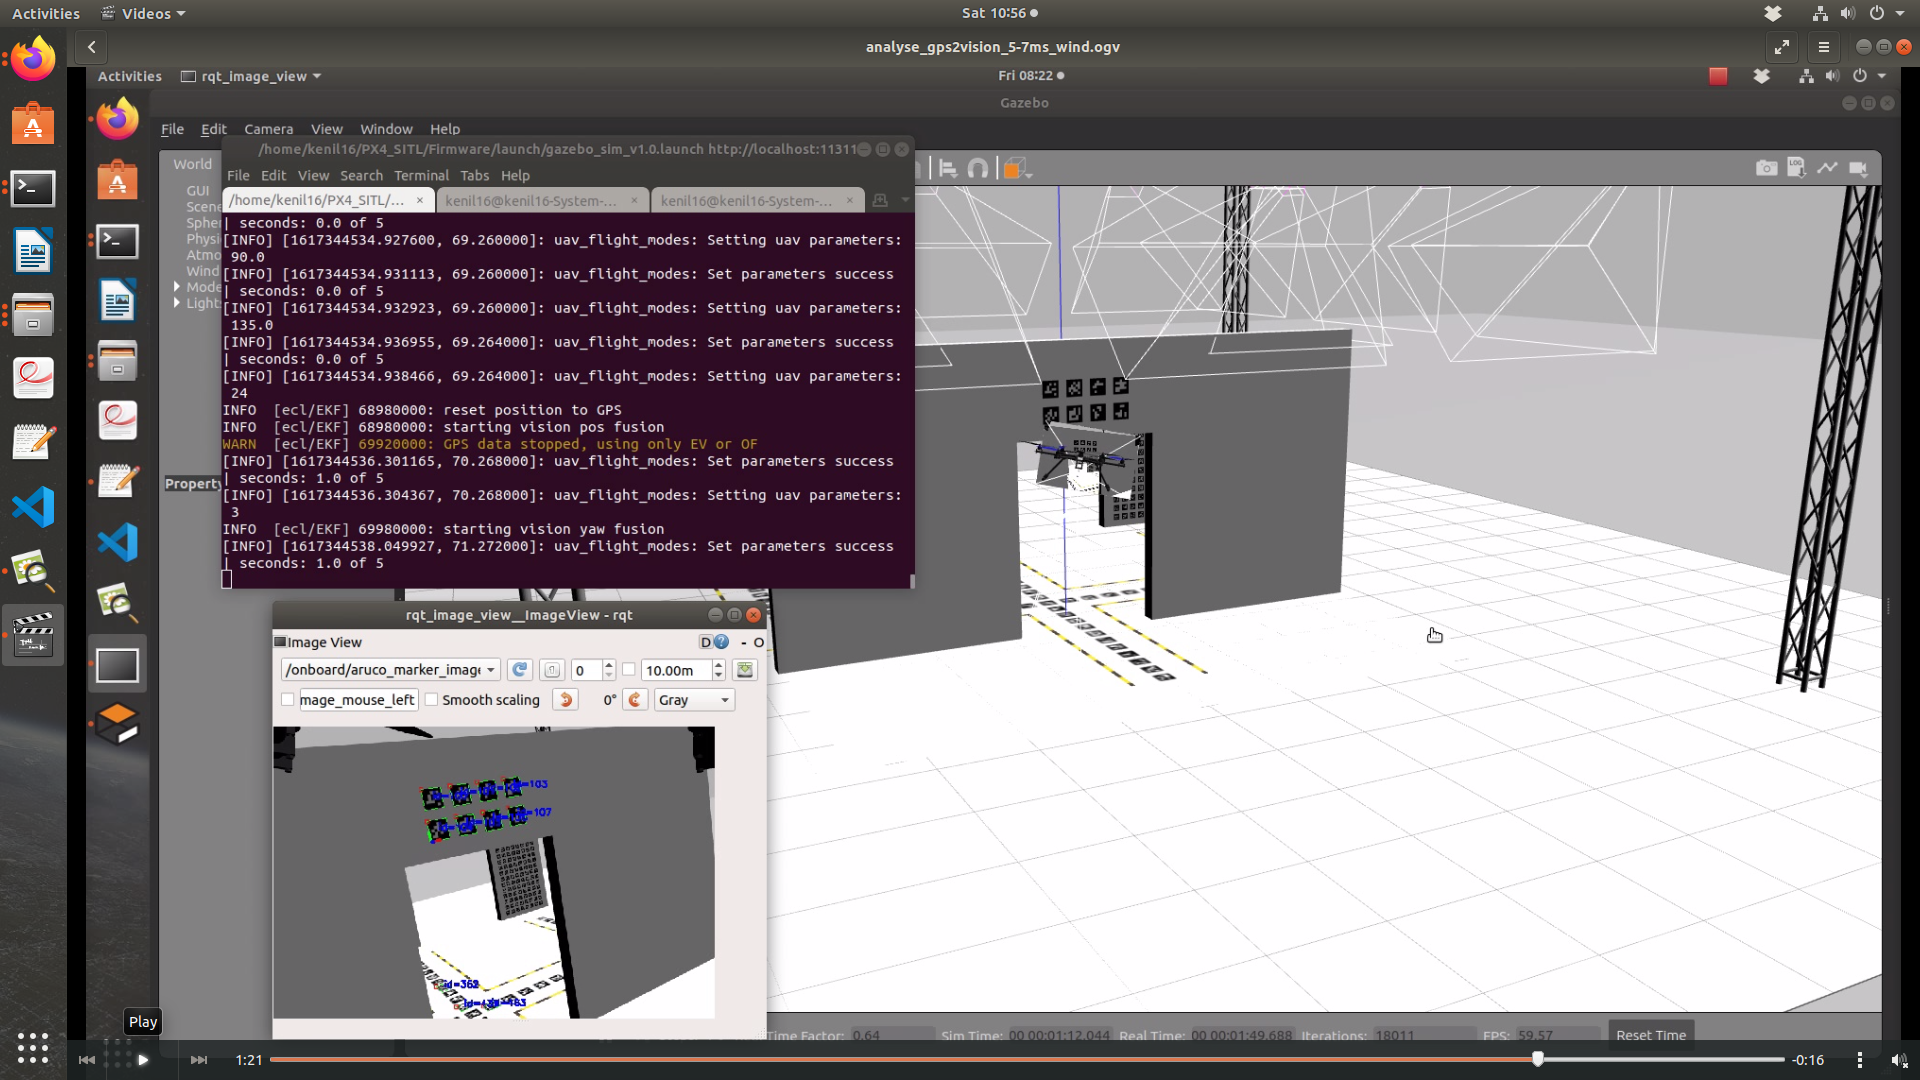 Activities
Videos
Sat 10:56
analyse_gps2vision_5-7ms_wind.ogv
Activities
rqt_image_view
Fri 08:22
Gazebo
File Edit Camera View Window Help
World
GUI
Scene
Spher
Physi
Atmo
Wind
Mode
Lights
Property
/home/kenil16/PX4_SITL/Firmware/launch/gazebo_sim_v1.0.launch http://localhost:11311
File Edit View Search Terminal Tabs Help
/home/kenil16/PX4_SITL/...
kenil16@kenil16-System-...
kenil16@kenil16-System-...
| seconds: 0.0 of 5
[INFO] [1617344534.927600, 69.260000]: uav_flight_modes: Setting uav parameters:
90.0
[INFO] [1617344534.931113, 69.260000]: uav_flight_modes: Set parameters success
| seconds: 0.0 of 5
[INFO] [1617344534.932923, 69.260000]: uav_flight_modes: Setting uav parameters:
135.0
[INFO] [1617344534.936955, 69.264000]: uav_flight_modes: Set parameters success
| seconds: 0.0 of 5
[INFO] [1617344534.938466, 69.264000]: uav_flight_modes: Setting uav parameters:
24
INFO [ecl/EKF] 68980000: reset position to GPS
INFO [ecl/EKF] 68980000: starting vision pos fusion
WARN [ecl/EKF] 69920000: GPS data stopped, using only EV or OF
[INFO] [1617344536.301165, 70.268000]: uav_flight_modes: Set parameters success
| seconds: 1.0 of 5
[INFO] [1617344536.304367, 70.268000]: uav_flight_modes: Setting uav parameters:
3
INFO [ecl/EKF] 69980000: starting vision yaw fusion
[INFO] [1617344538.049927, 71.272000]: uav_flight_modes: Set parameters success
| seconds: 1.0 of 5
rqt_image_view__ImageView - rqt
Image View
D
- O
/onboard/aruco_marker_image
0
10.00m
mage_mouse_left
Smooth scaling
0°
Gray
id=103
id=107
id=362
Time Factor: 0.64
Sim Time: 00 00:01:12.044
Real Time: 00 00:01:49.688
Iterations: 18011
FPS: 59.57
Reset Time
Play
1:21
-0:16